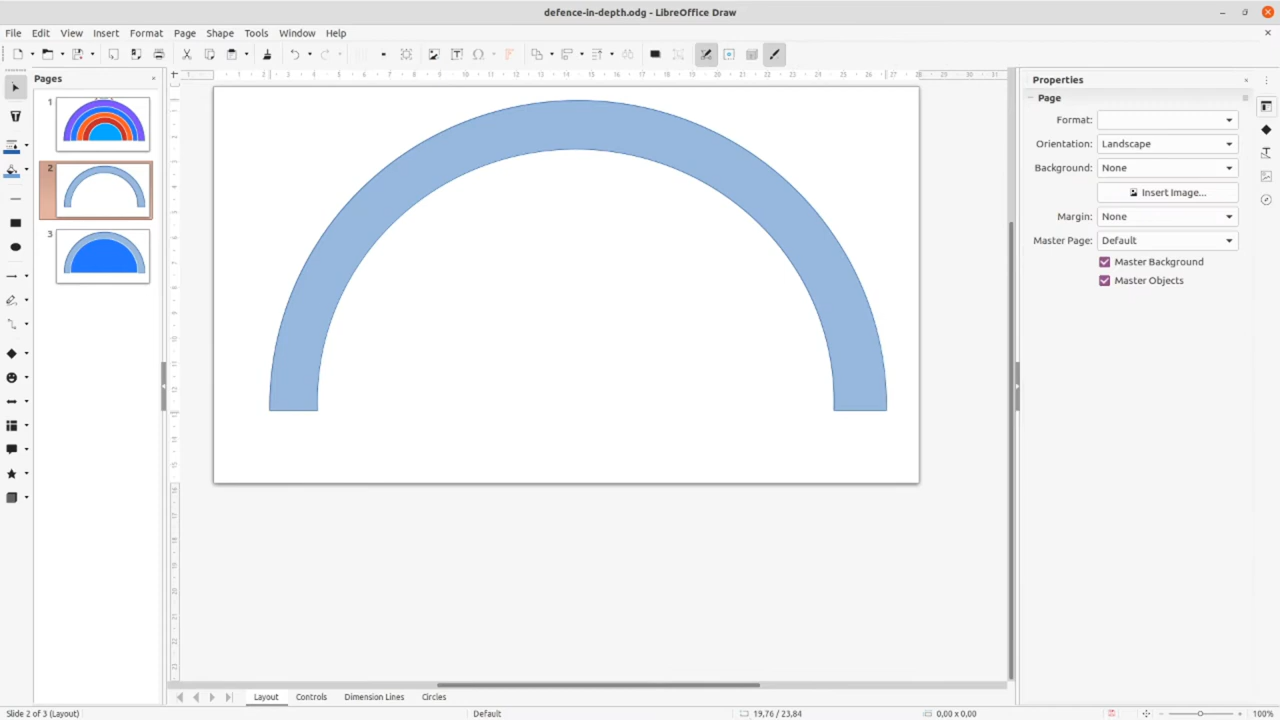 defence-in-depth.odg - LibreOffice Draw
File Edit View Insert Format Page Shape Tools Window Help
Pages
1
2
3
Properties
Page
Format:
Orientation: Landscape
Background: None
Insert Image...
Margin: None
Master Page: Default
Master Background
Master Objects
Layout Controls Dimension Lines Circles
Slide 2 of 3 (Layout) Default 19,76 / 23,84 0,00 x 0,00 100%